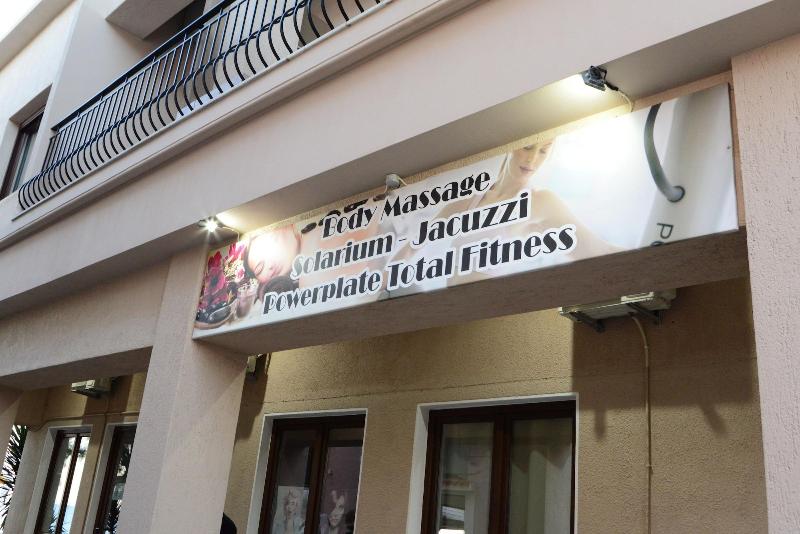 Body Massage
Solarium - Jacuzzi
Powerplate Total Fitness